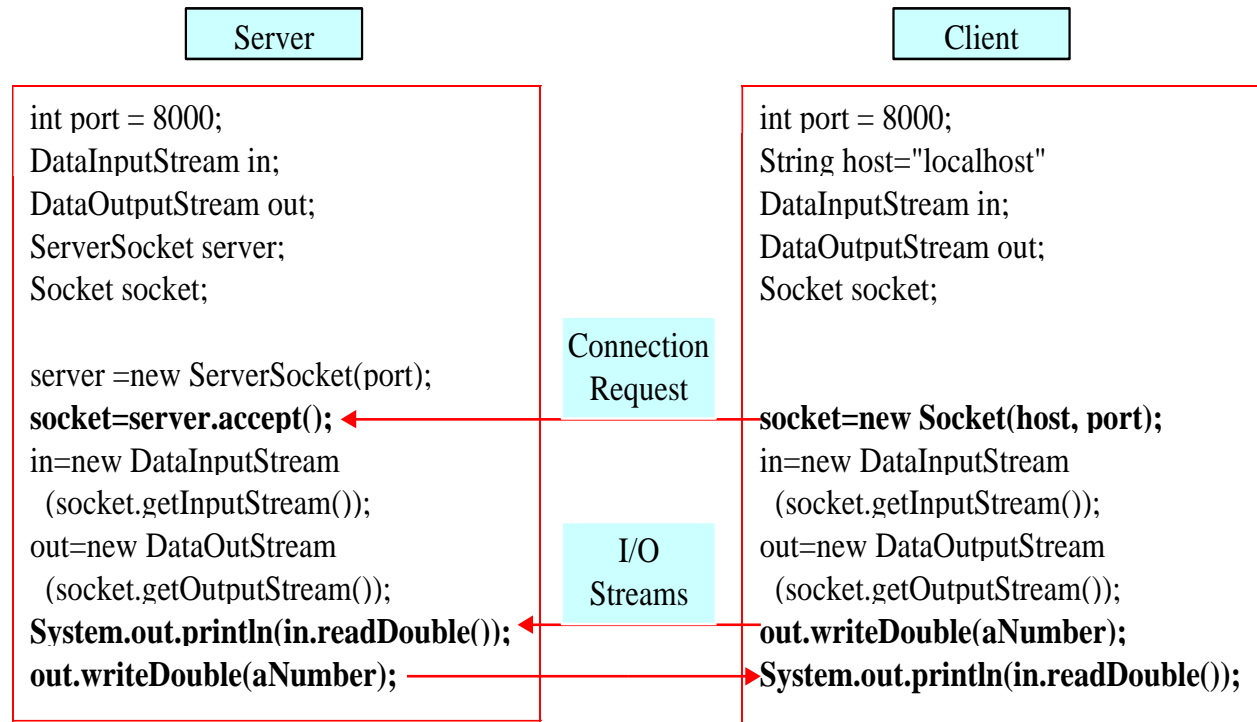 Server
int port = 8000;
DataInputStream in;
DataOutputStream out;
ServerSocket server;
Socket socket;
server =new ServerSocket(port);
socket=server.accept();
in=new DataInputStream
(socket.getInputStream());
out=new DataOutStream
(socket.getOutputStream());
System.out.println(in.readDouble());
out.writeDouble(aNumber);
Connection
Request
I/O
Streams
Client
int port = 8000;
String host="localhost"
DataInputStream in;
DataOutputStream out;
Socket socket;
socket=new Socket(host, port);
in=new DataInputStream
(socket.getInputStream());
out=new DataOutputStream
(socket.getOutputStream());
out.writeDouble(aNumber);
System.out.println(in.readDouble());